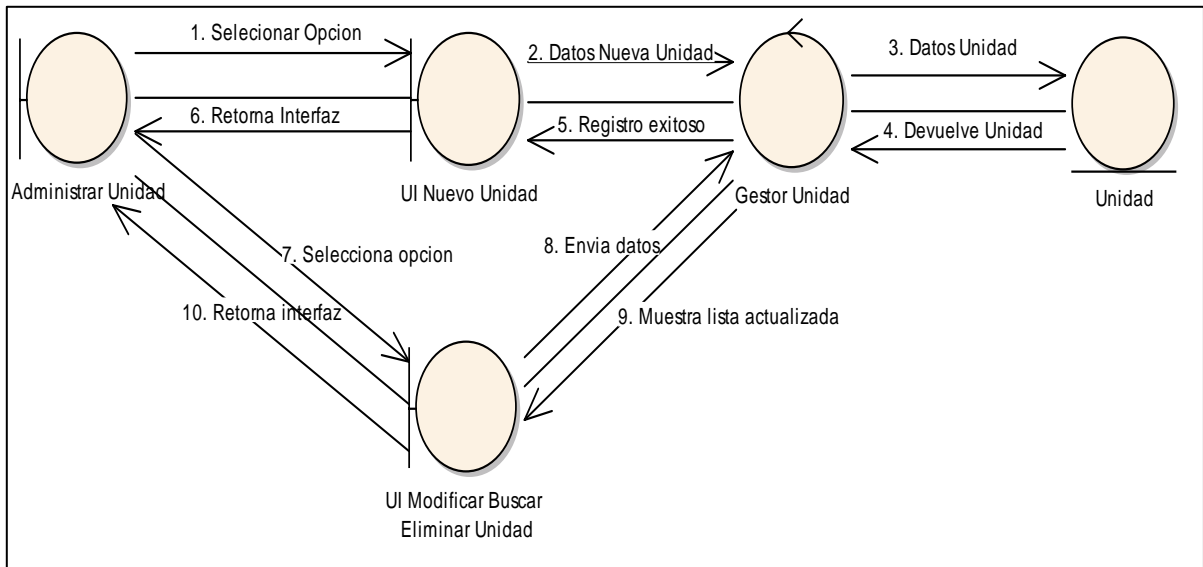 1. Selecionar Opcion
2. Datos Nueva Unidad
3. Datos Unidad
6. Retorna Interfaz
5. Registro exitoso
4. Devuelve Unidad
Administrar Unidad
UI Nuevo Unidad
Gestor Unidad
Unidad
7. Selecciona opcion
8. Envia datos
10. Retorna interfaz
9. Muestra lista actualizada
UI Modificar Buscar
Eliminar Unidad